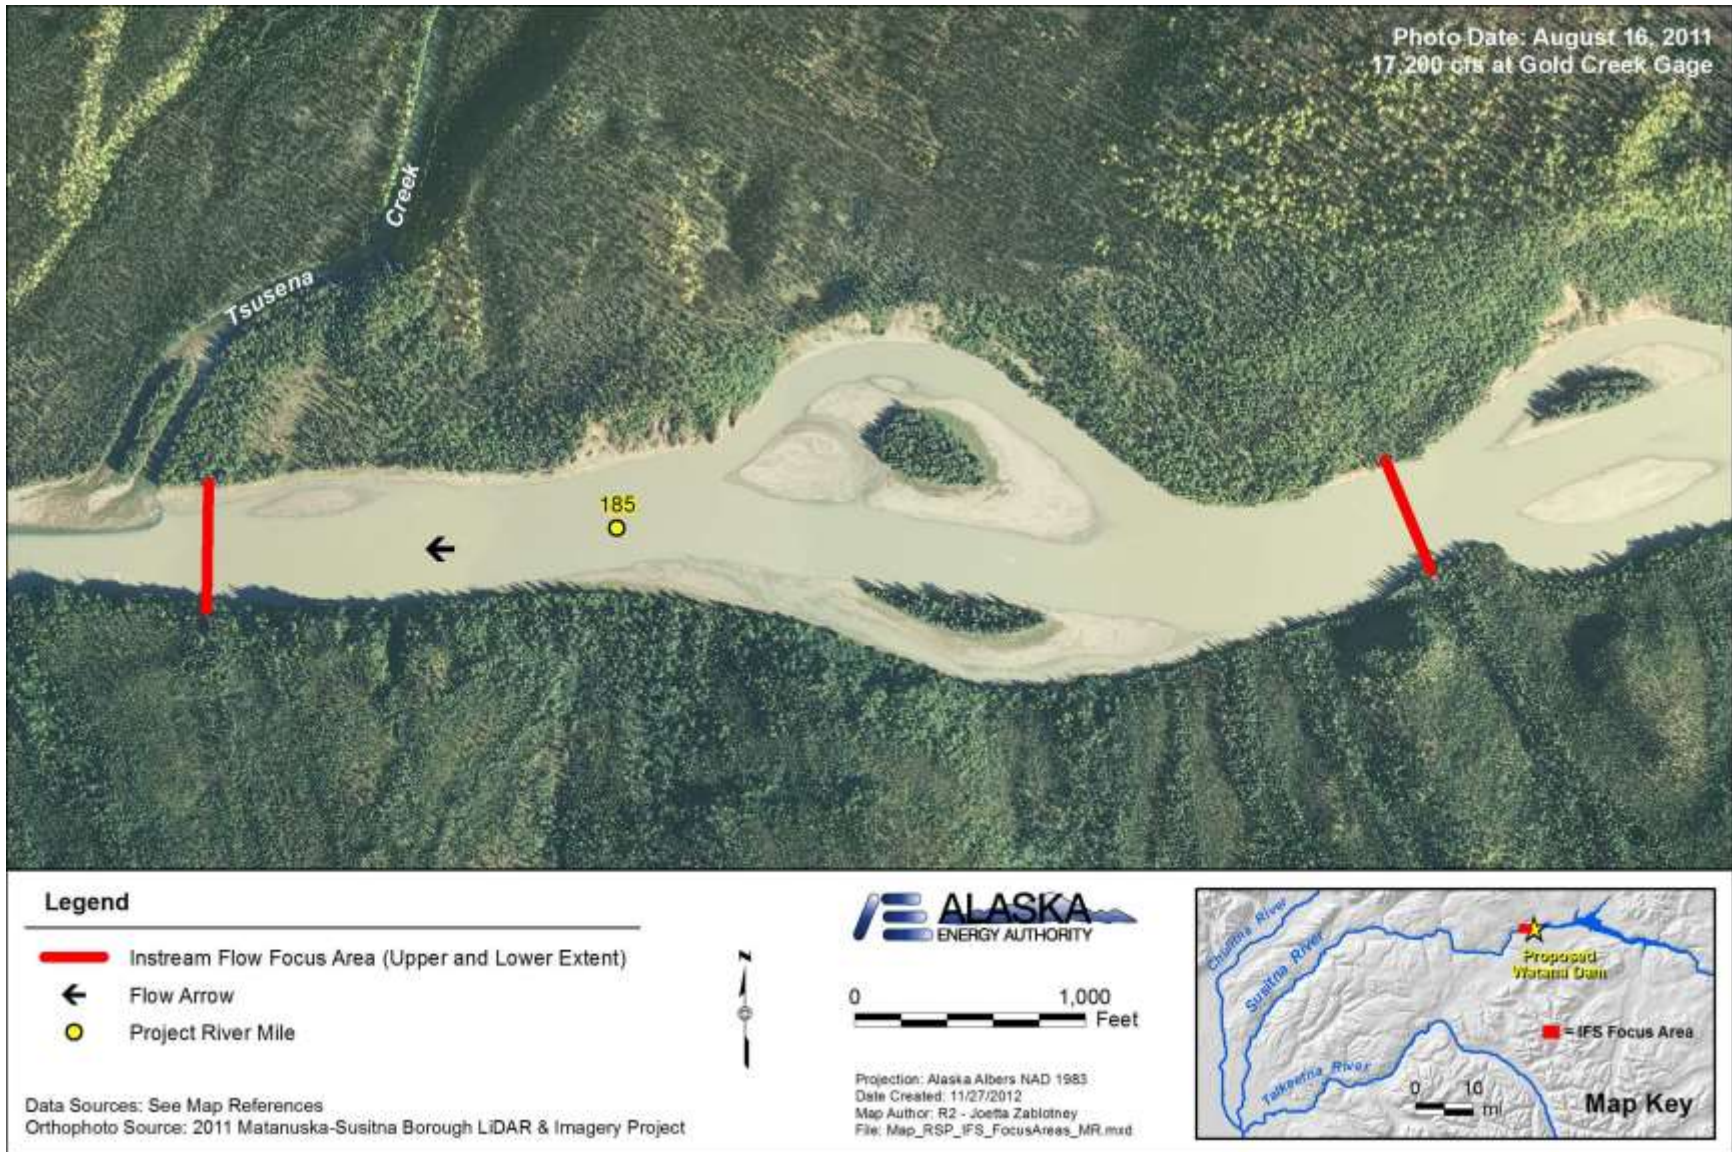 Photo Date: August 16, 2011
17,200 cfs at Gold Creek Gage
Creek
Tsusena
185
Legend
Instream Flow Focus Area (Upper and Lower Extent)
Flow Arrow
Project River Mile
Data Sources: See Map References
Orthophoto Source: 2011 Matanuska-Susitna Borough LiDAR & Imagery Project
N
ALASKA
ENERGY AUTHORITY
0 1,000
Feet
Projection: Alaska Albers NAD 1983
Date Created: 11/27/2012
Map Author: R2 - Joetta Zablotney
File: Map_RSP_IFS_FocusAreas_MR.mxd
Chulitna River
Susitna River
Proposed
Watana Dam
= IFS Focus Area
Talkeetna River
0 10
mi
Map Key